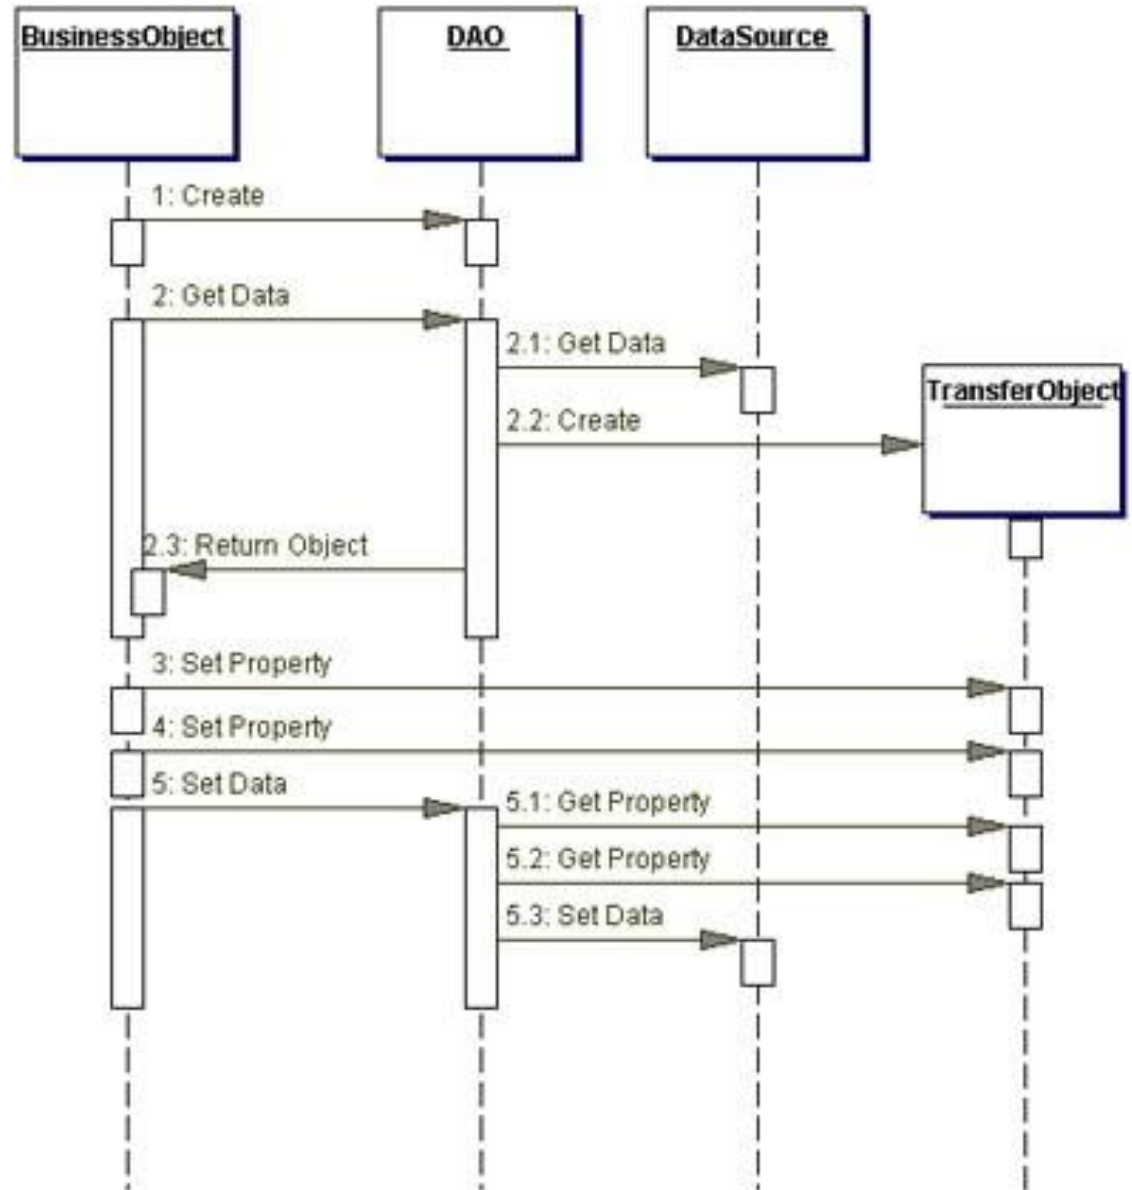 BusinessObject
DAO
DataSource
1: Create
2: Get Data
2.1: Get Data
TransferObject
2.2: Create
2.3: Return Object
3: Set Property
4: Set Property
5: Set Data
5.1: Get Property
5.2: Get Property
5.3: Set Data